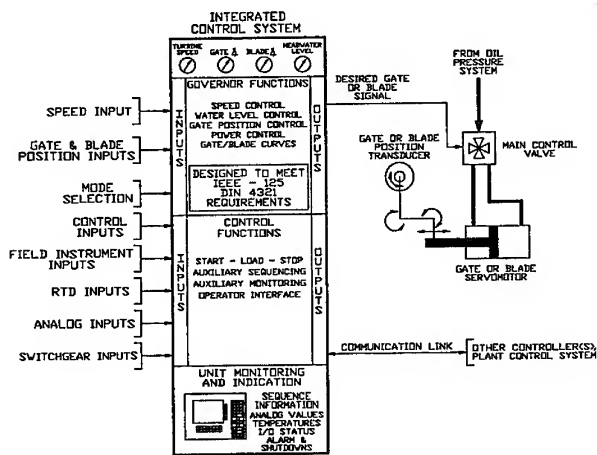 INTEGRATED
CONTROL SYSTEM
TURBINE
SPEED
GATE &
BLADE &
HEADWATER
LEVEL
GOVERNOR FUNCTIONS
INPUTS
SPEED CONTROL
WATER LEVEL CONTROL
GATE POSITION CONTROL
POWER CONTROL
GATE/BLADE CURVES
OUTPUTS
DESIGNED TO MEET
IEEE - 125
DIN 4321
REQUIREMENTS
CONTROL
FUNCTIONS
INPUTS
START - LOAD - STOP
AUXILIARY SEQUENCING
AUXILIARY MONITORING
OPERATOR INTERFACE
OUTPUTS
UNIT MONITORING
AND INDICATION
SEQUENCE
INFORMATION
ANALOG VALUES
TEMPERATURES
I/O STATUS
ALARM &
SHUTDOWNS
SPEED INPUT
GATE & BLADE
POSITION INPUTS
MODE
SELECTION
CONTROL
INPUTS
FIELD INSTRUMENT
INPUTS
RTD INPUTS
ANALOG INPUTS
SWITCHGEAR INPUTS
DESIRED GATE
OR BLADE
SIGNAL
FROM OIL
PRESSURE
SYSTEM
MAIN CONTROL
VALVE
GATE OR BLADE
POSITION
TRANSDUCER
GATE OR BLADE
SERVOMOTOR
COMMUNICATION LINK
OTHER CONTROLLER(S),
PLANT CONTROL
SYSTEM